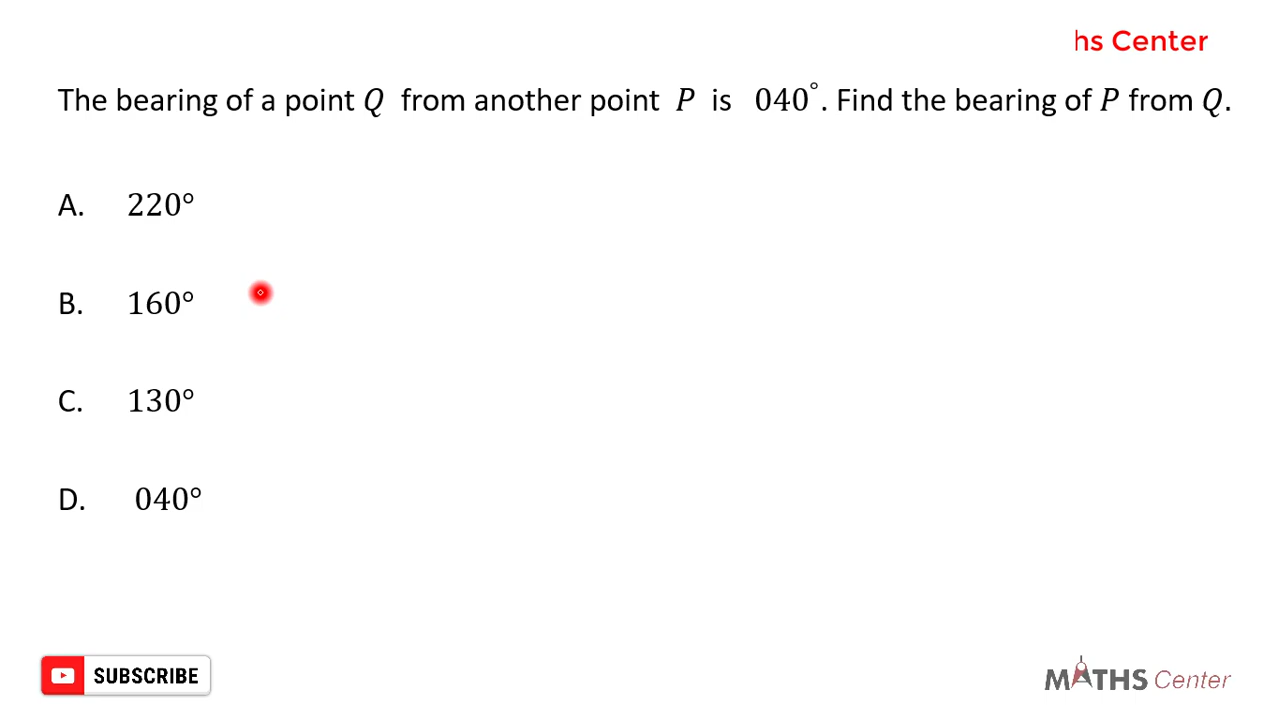 hs Center
The bearing of a point Q from another point P is 040°. Find the bearing of P from Q.
A. 220°
B. 160°
C. 130°
D. 040°
SUBSCRIBE
MATHS Center